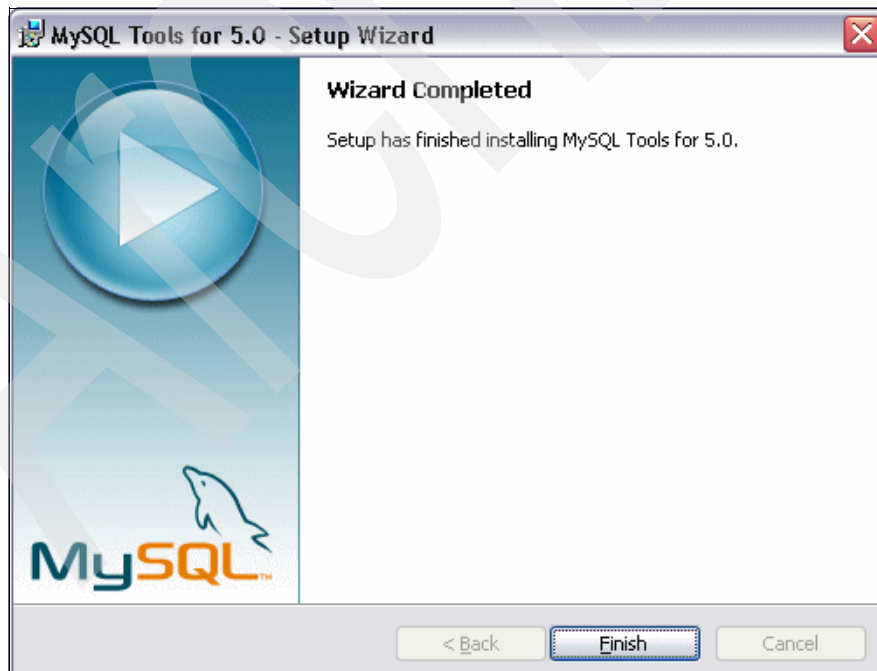 MySQL Tools for 5.0 - Setup Wizard
Wizard Completed
Setup has finished installing MySQL Tools for 5.0.
MySQL™
< Back
Finish
Cancel